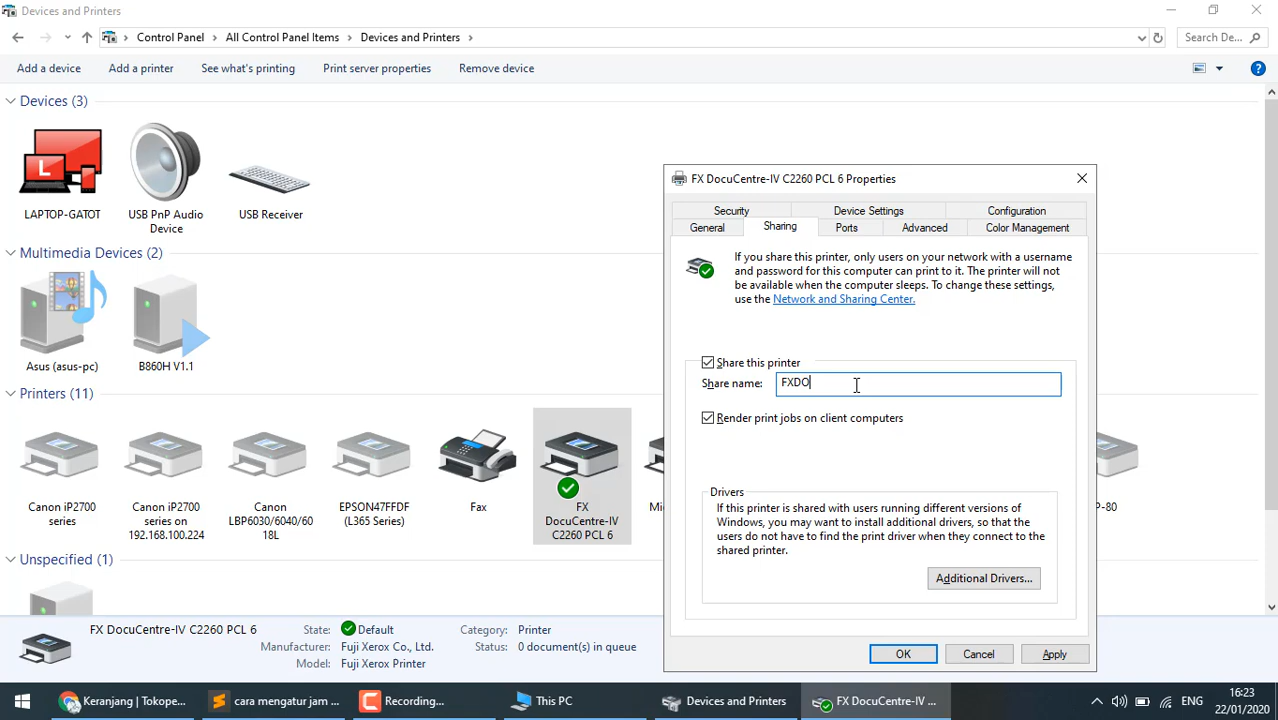 Devices and Printers
Control Panel > All Control Panel Items > Devices and Printers >
Search De...
Add a device Add a printer See what's printing Print server properties Remove device
Devices (3)
L
LAPTOP-GATOT
USB PnP Audio
Device
USB Receiver
Multimedia Devices (2)
Asus (asus-pc)
B860H V1.1
Printers (11)
Canon iP2700
series
Canon iP2700
series on
192.168.100.224
Canon
LBP6030/6040/60
18L
EPSON47FFDF
(L365 Series)
Fax
FX
DocuCentre-IV
C2260 PCL 6
Unspecified (1)
FX DocuCentre-IV C2260 PCL 6
State: Default
Manufacturer: Fuji Xerox Co., Ltd.
Model: Fuji Xerox Printer
Category: Printer
Status: 0 document(s) in queue
FX DocuCentre-IV C2260 PCL 6 Properties
Security Device Settings Configuration
General Sharing Ports Advanced Color Management
If you share this printer, only users on your network with a username
and password for this computer can print to it. The printer will not
be available when the computer sleeps. To change these settings,
use the Network and Sharing Center.
Share this printer
Share name: FXDO
Render print jobs on client computers
Drivers
If this printer is shared with users running different versions of
Windows, you may want to install additional drivers, so that the
users do not have to find the print driver when they connect to the
shared printer.
Additional Drivers...
OK Cancel Apply
Keranjang | Tokope...
cara mengatur jam ...
Recording...
This PC
Devices and Printers
FX DocuCentre-IV ...
ENG
16:23
22/01/2020